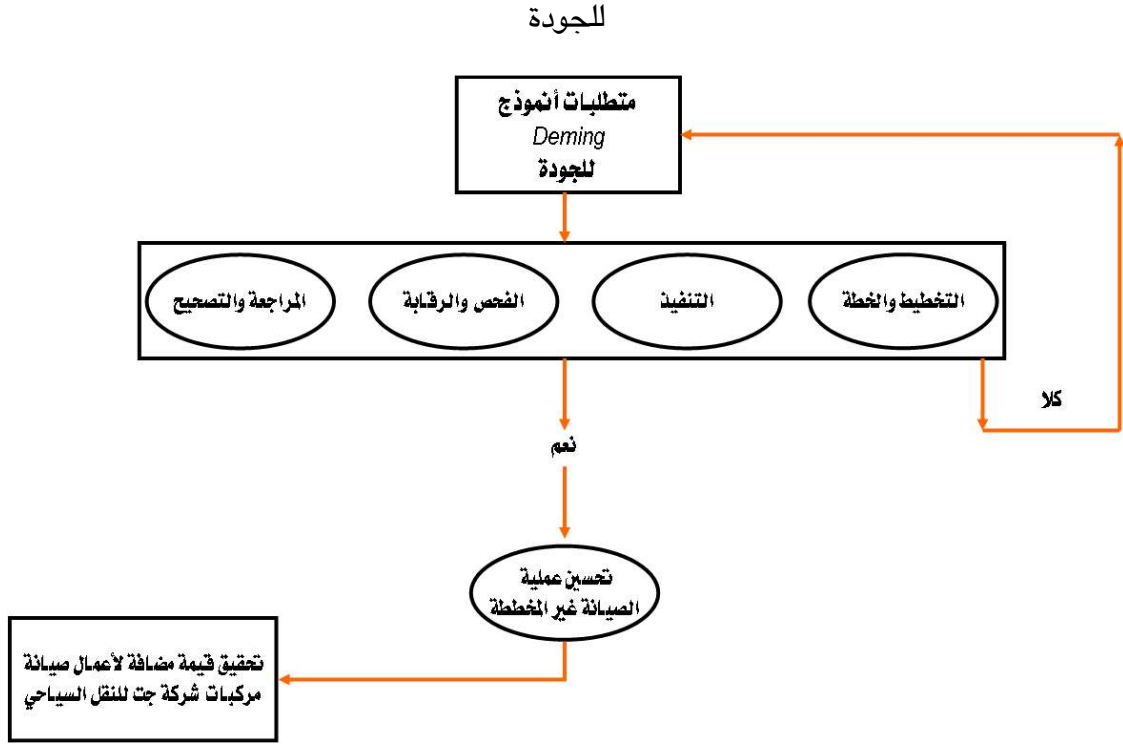 للجودة
متطلبات أنموذج
Deming
للجودة
التخطيط والخطة
التنفيذ
الفحص والرقابة
المراجعة والتصحيح
كلا
نعم
تحسين عملية
الصيانة غير المخططة
تحقيق قيمة مضافة لأعمال صيانة
مركبات شركة جت للنقل السياحي